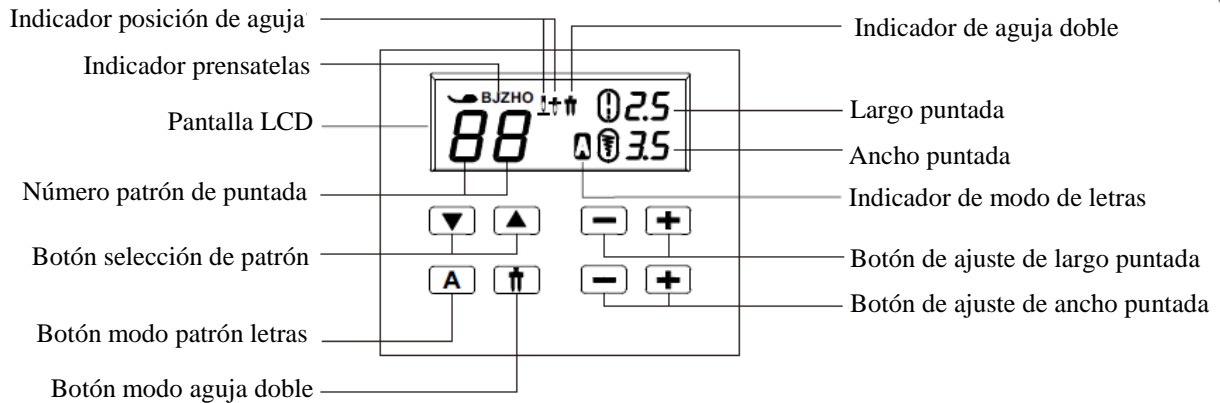 Indicador posición de aguja
Indicador prensatelas
Pantalla LCD
Número patrón de puntada
Botón selección de patrón
Botón modo patrón letras
Botón modo aguja doble
BJZHO
2.5
88
A 3.5
A
Indicador de aguja doble
Largo puntada
Ancho puntada
Indicador de modo de letras
Botón de ajuste de largo puntada
Botón de ajuste de ancho puntada